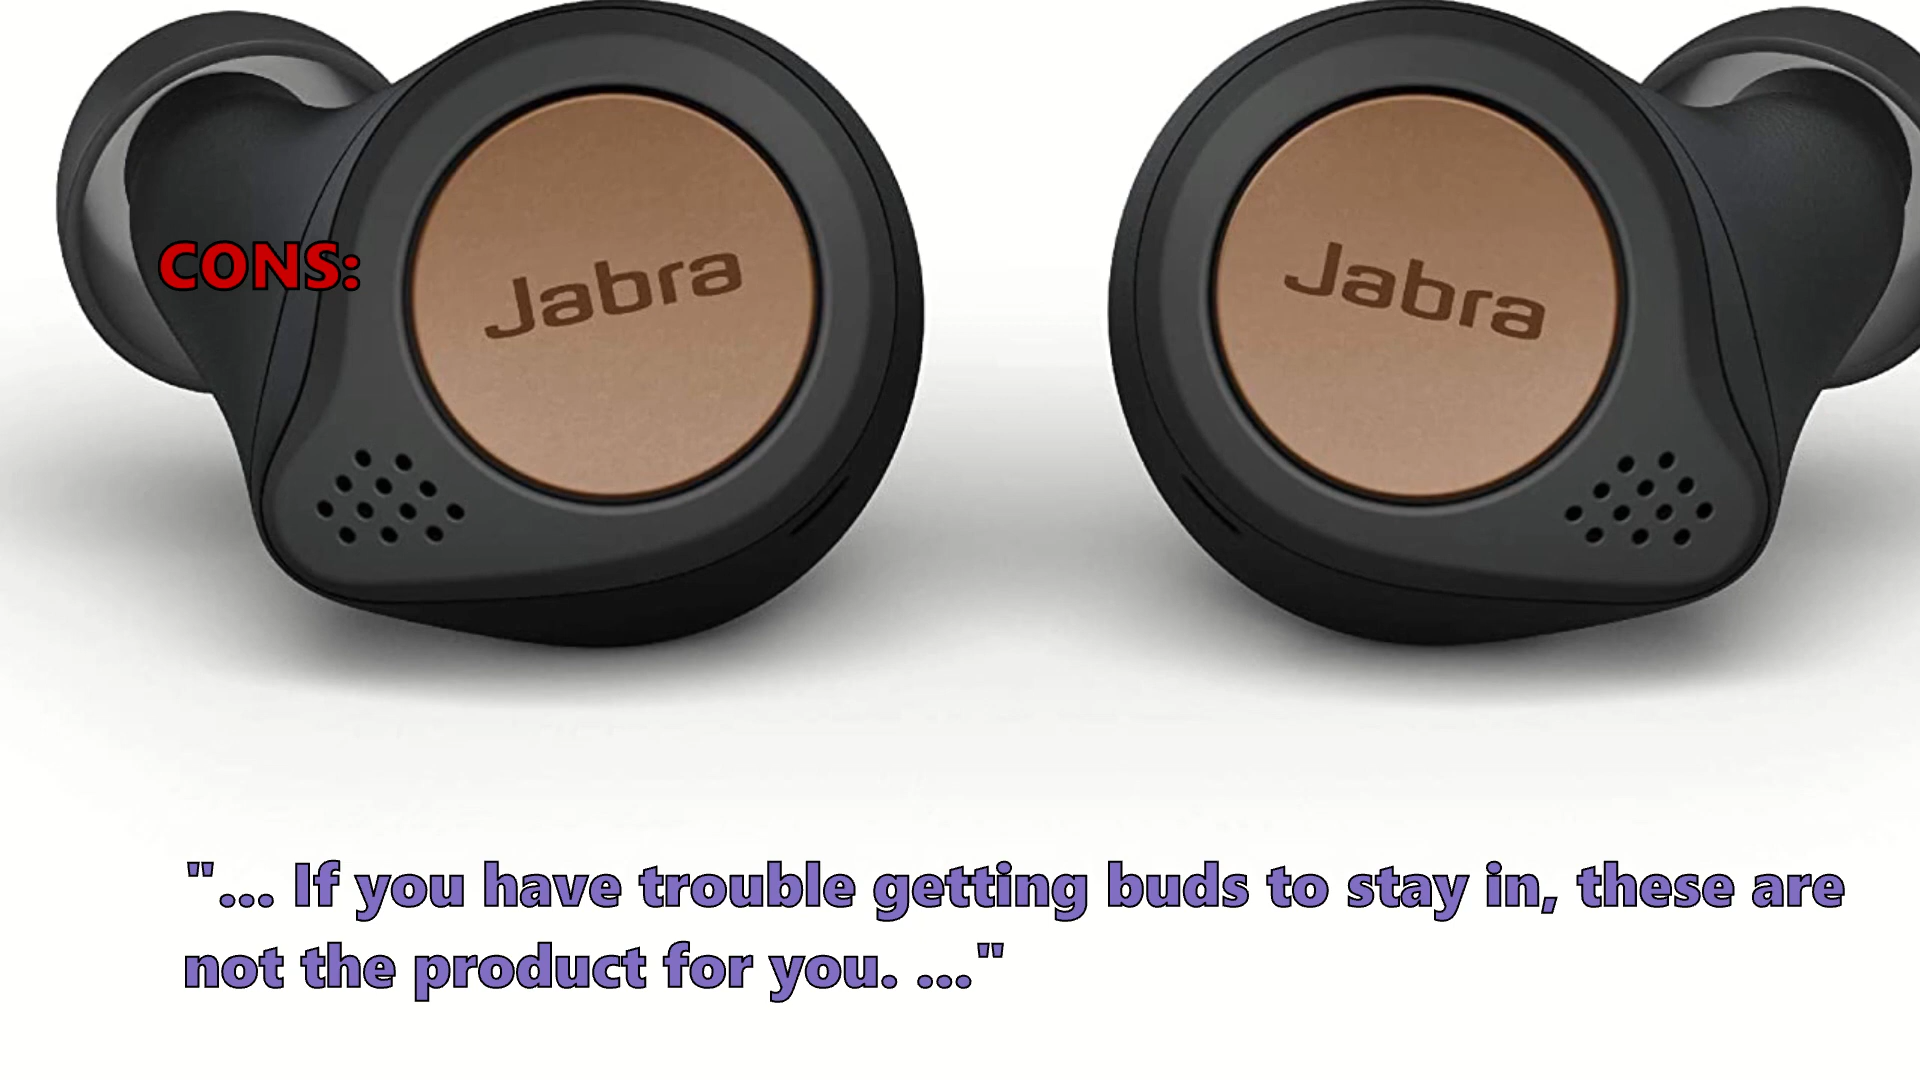 CONS:
Jabra
Jabra
"... If you have trouble getting buds to stay in, these are
not the product for you. ..."